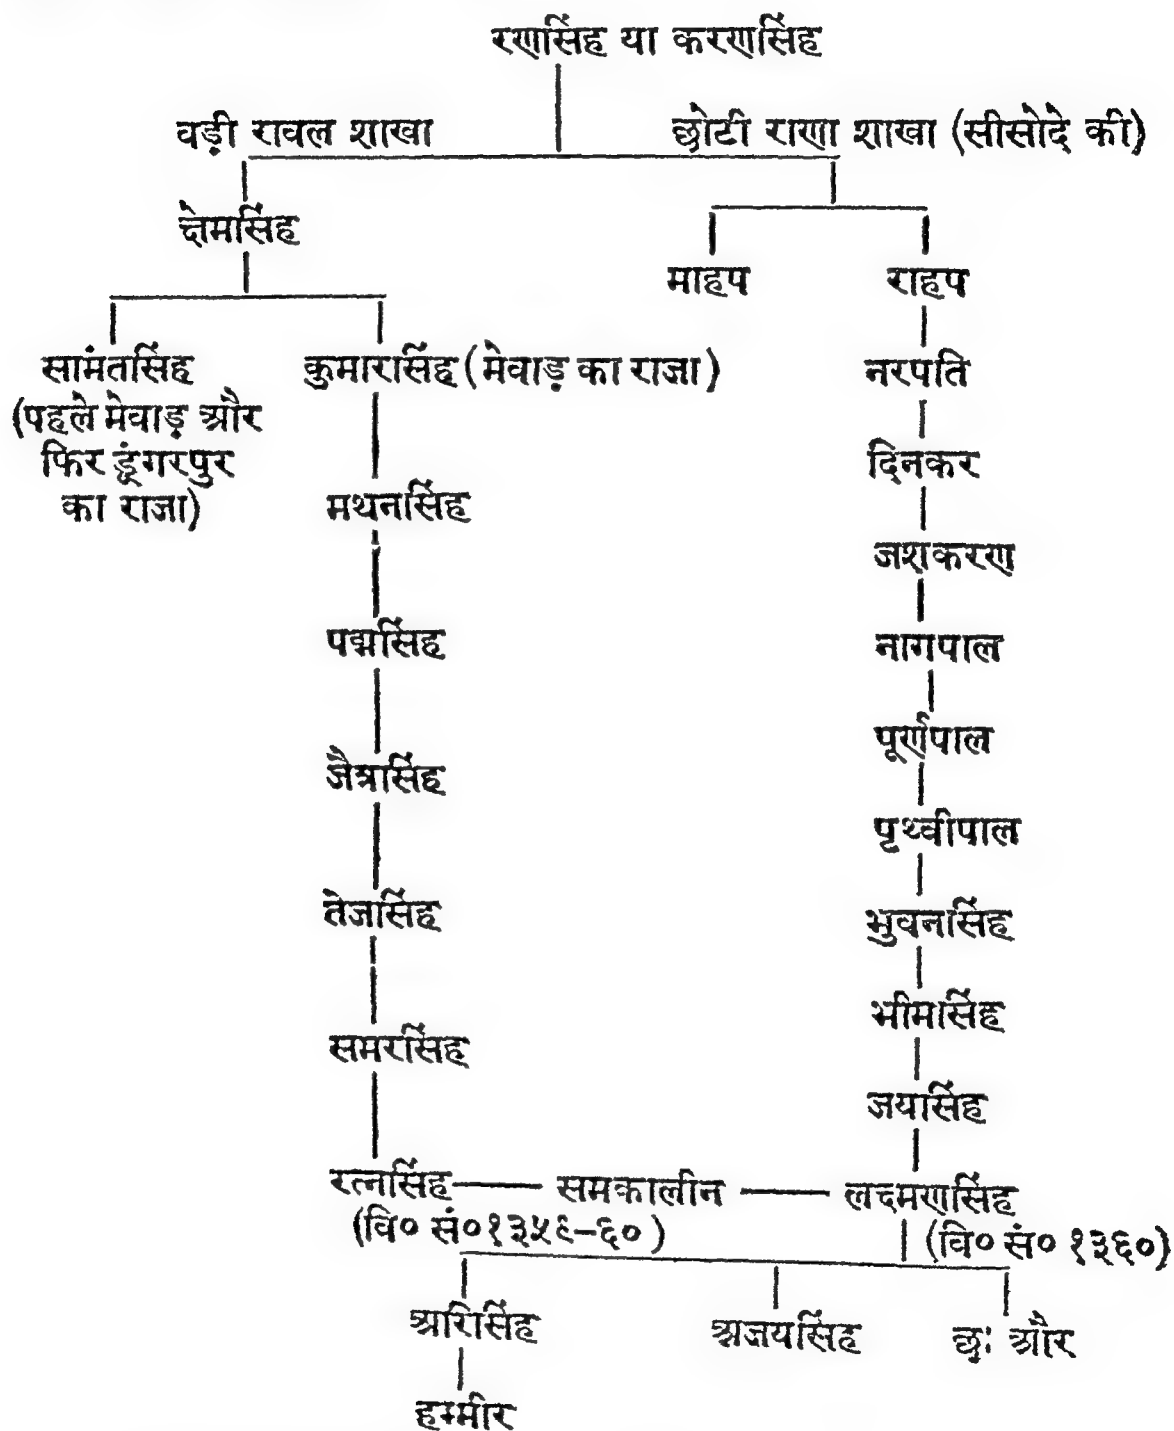 रणसिंह या करणसिंह
वड़ी रावल शाखा
छोटी राणा शाखा (सीसोदे की)
क्षेमसिंह
माहप
राहप
सामंतसिंह
(पहले मेवाड़ और
फिर डूंगरपुर
का राजा)
कुमारसिंह (मेवाड़ का राजा)
नरपति
दिनकर
मथनसिंह
जशकरण
पद्मसिंह
नागपाल
पूर्णपाल
जैत्रसिंह
पृथ्वीपाल
तेजसिंह
भुवनसिंह
भीमसिंह
समरसिंह
जयसिंह
रत्नसिंह — समकालीन — लक्ष्मणसिंह
(वि० सं० १३५९-६०)
(वि० सं० १३६०)
अरिसिंह
अजयसिंह
छः और
हम्मीर